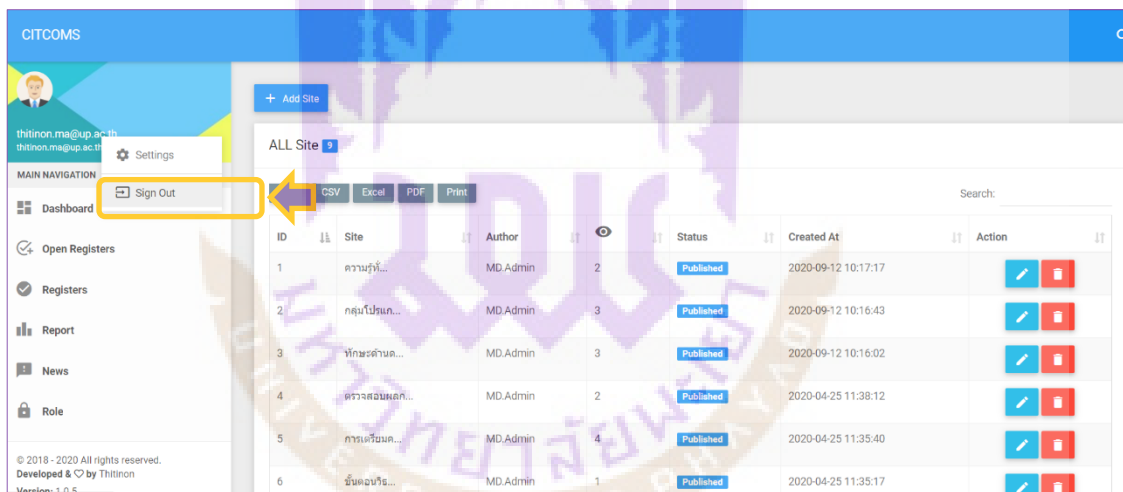 CITCOMS
+ Add Site
thitinon.ma@up.ac.th
thitinon.ma@up.ac.th
Settings
Sign Out
MAIN NAVIGATION
Dashboard
Open Registers
Registers
Report
News
Role
© 2018 - 2020 All rights reserved.
Developed & ♡ by Thitinon
Version: 1.0.5
ALL Site 9
CSV Excel PDF Print
Search:
ID Site Author Status Created At Action
1 ความรู้ทั่... MD.Admin 2 Published 2020-09-12 10:17:17
2 กลุ่มโปรแก... MD.Admin 3 Published 2020-09-12 10:16:43
3 ทักษะด้านด... MD.Admin 3 Published 2020-09-12 10:16:02
4 ตรวจสอบผลก... MD.Admin 2 Published 2020-04-25 11:38:12
5 การเตรียมต... MD.Admin 4 Published 2020-04-25 11:35:40
6 ขั้นตอนวิธ... MD.Admin 1 Published 2020-04-25 11:35:17
มหาวิทยาลัยพะเยา